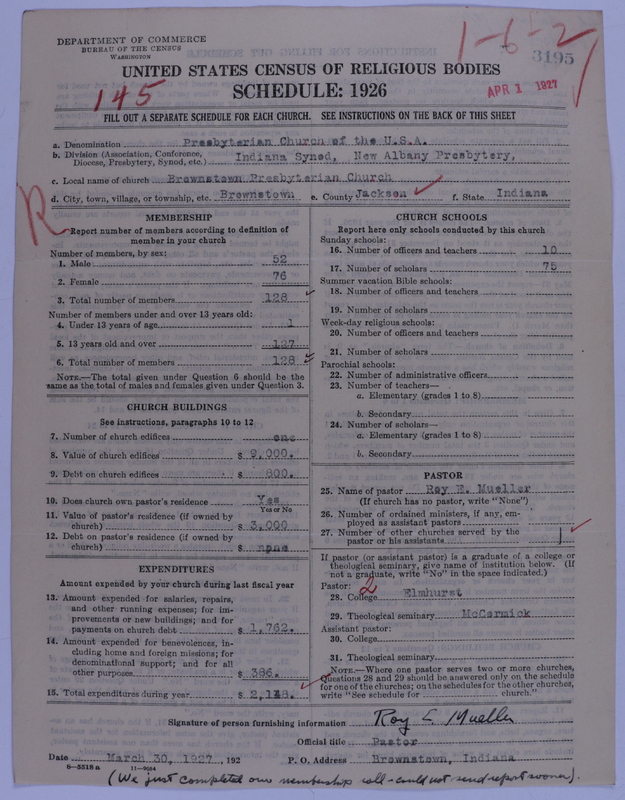 DEPARTMENT OF COMMERCE
BUREAU OF THE CENSUS
WASHINGTON
1-6-2
3195
UNITED STATES CENSUS OF RELIGIOUS BODIES
145
SCHEDULE: 1926
APR 1 1927
FILL OUT A SEPARATE SCHEDULE FOR EACH CHURCH. SEE INSTRUCTIONS ON THE BACK OF THIS SHEET
a. Denomination Presbyterian Church of the U.S.A.
b. Division (Association, Conference, Diocese, Presbytery, Synod, etc.) Indiana Synod, New Albany Presbytery,
c. Local name of church Brownstown Presbyterian Church
d. City, town, village, or township, etc. Brownstown e. County Jackson f. State Indiana
R
MEMBERSHIP
Report number of members according to definition of
member in your church
Number of members, by sex:
1. Male 52
2. Female 76
3. Total number of members 128
Number of members under and over 13 years old:
4. Under 13 years of age 1
5. 13 years old and over 127
6. Total number of members 128
NOTE.—The total given under Question 6 should be the
same as the total of males and females given under Question 3.
CHURCH BUILDINGS
See instructions, paragraphs 10 to 12
7. Number of church edifices one
8. Value of church edifices $ 9,000.
9. Debt on church edifices $ 800.
10. Does church own pastor's residence Yes
Yes or No
11. Value of pastor's residence (if owned by
church) $ 3,000
12. Debt on pastor's residence (if owned by
church) $ none
EXPENDITURES
Amount expended by your church during last fiscal year
13. Amount expended for salaries, repairs,
and other running expenses; for im-
provements or new buildings; and for
payments on church debt $ 1,762.
14. Amount expended for benevolences, in-
cluding home and foreign missions; for
denominational support; and for all
other purposes $ 386.
15. Total expenditures during year $ 2,148.
CHURCH SCHOOLS
Report here only schools conducted by this church
Sunday schools:
16. Number of officers and teachers 10
17. Number of scholars 75
Summer vacation Bible schools:
18. Number of officers and teachers
19. Number of scholars
Week-day religious schools:
20. Number of officers and teachers
21. Number of scholars
Parochial schools:
22. Number of administrative officers
23. Number of teachers—
a. Elementary (grades 1 to 8)
b. Secondary
24. Number of scholars—
a. Elementary (grades 1 to 8)
b. Secondary
PASTOR
25. Name of pastor Roy E. Mueller
(If church has no pastor, write "None")
26. Number of ordained ministers, if any, em-
ployed as assistant pastors
27. Number of other churches served by the
pastor or his assistants 1
If pastor (or assistant pastor) is a graduate of a college or
theological seminary, give name of institution below. (If
not a graduate, write "No" in the space indicated.)
Pastor: 2
28. College Elmhurst
29. Theological seminary McCormick
Assistant pastor:
30. College
31. Theological seminary
NOTE.—Where one pastor serves two or more churches,
Questions 28 and 29 should be answered only on the schedule
for one of the churches; on the schedules for the other churches,
write "See schedule for church."
Signature of person furnishing information Roy E Mueller
Official title Pastor
Date March 30, 1927, 192 P. O. Address Brownstown, Indiana
8—5518 a 11—9084
(We just completed our membership roll - could not send report sooner).